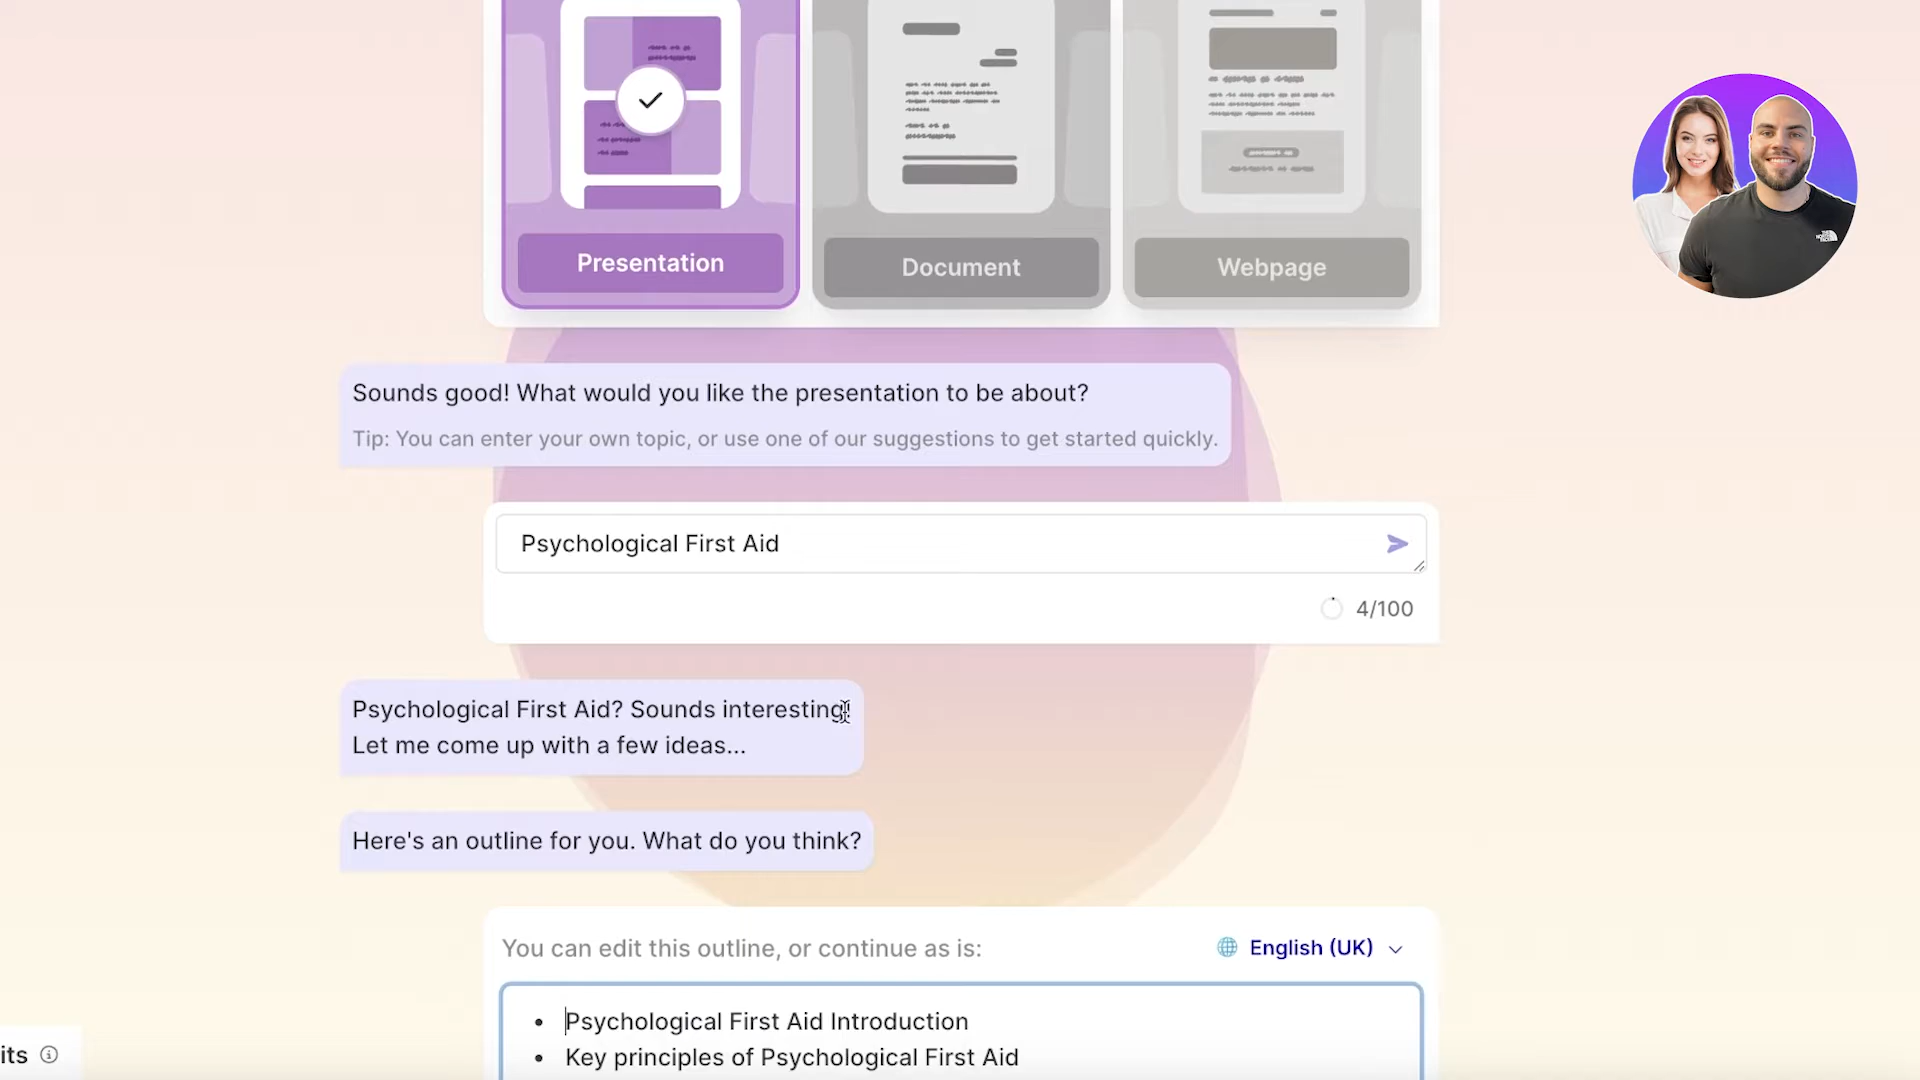 Presentation
Document
Webpage
Sounds good! What would you like the presentation to be about?
Tip: You can enter your own topic, or use one of our suggestions to get started quickly.
Psychological First Aid
4/100
Psychological First Aid? Sounds interesting!
Let me come up with a few ideas...
Here's an outline for you. What do you think?
You can edit this outline, or continue as is:
English (UK)
• Psychological First Aid Introduction
• Key principles of Psychological First Aid
its
THE NORTH FACE